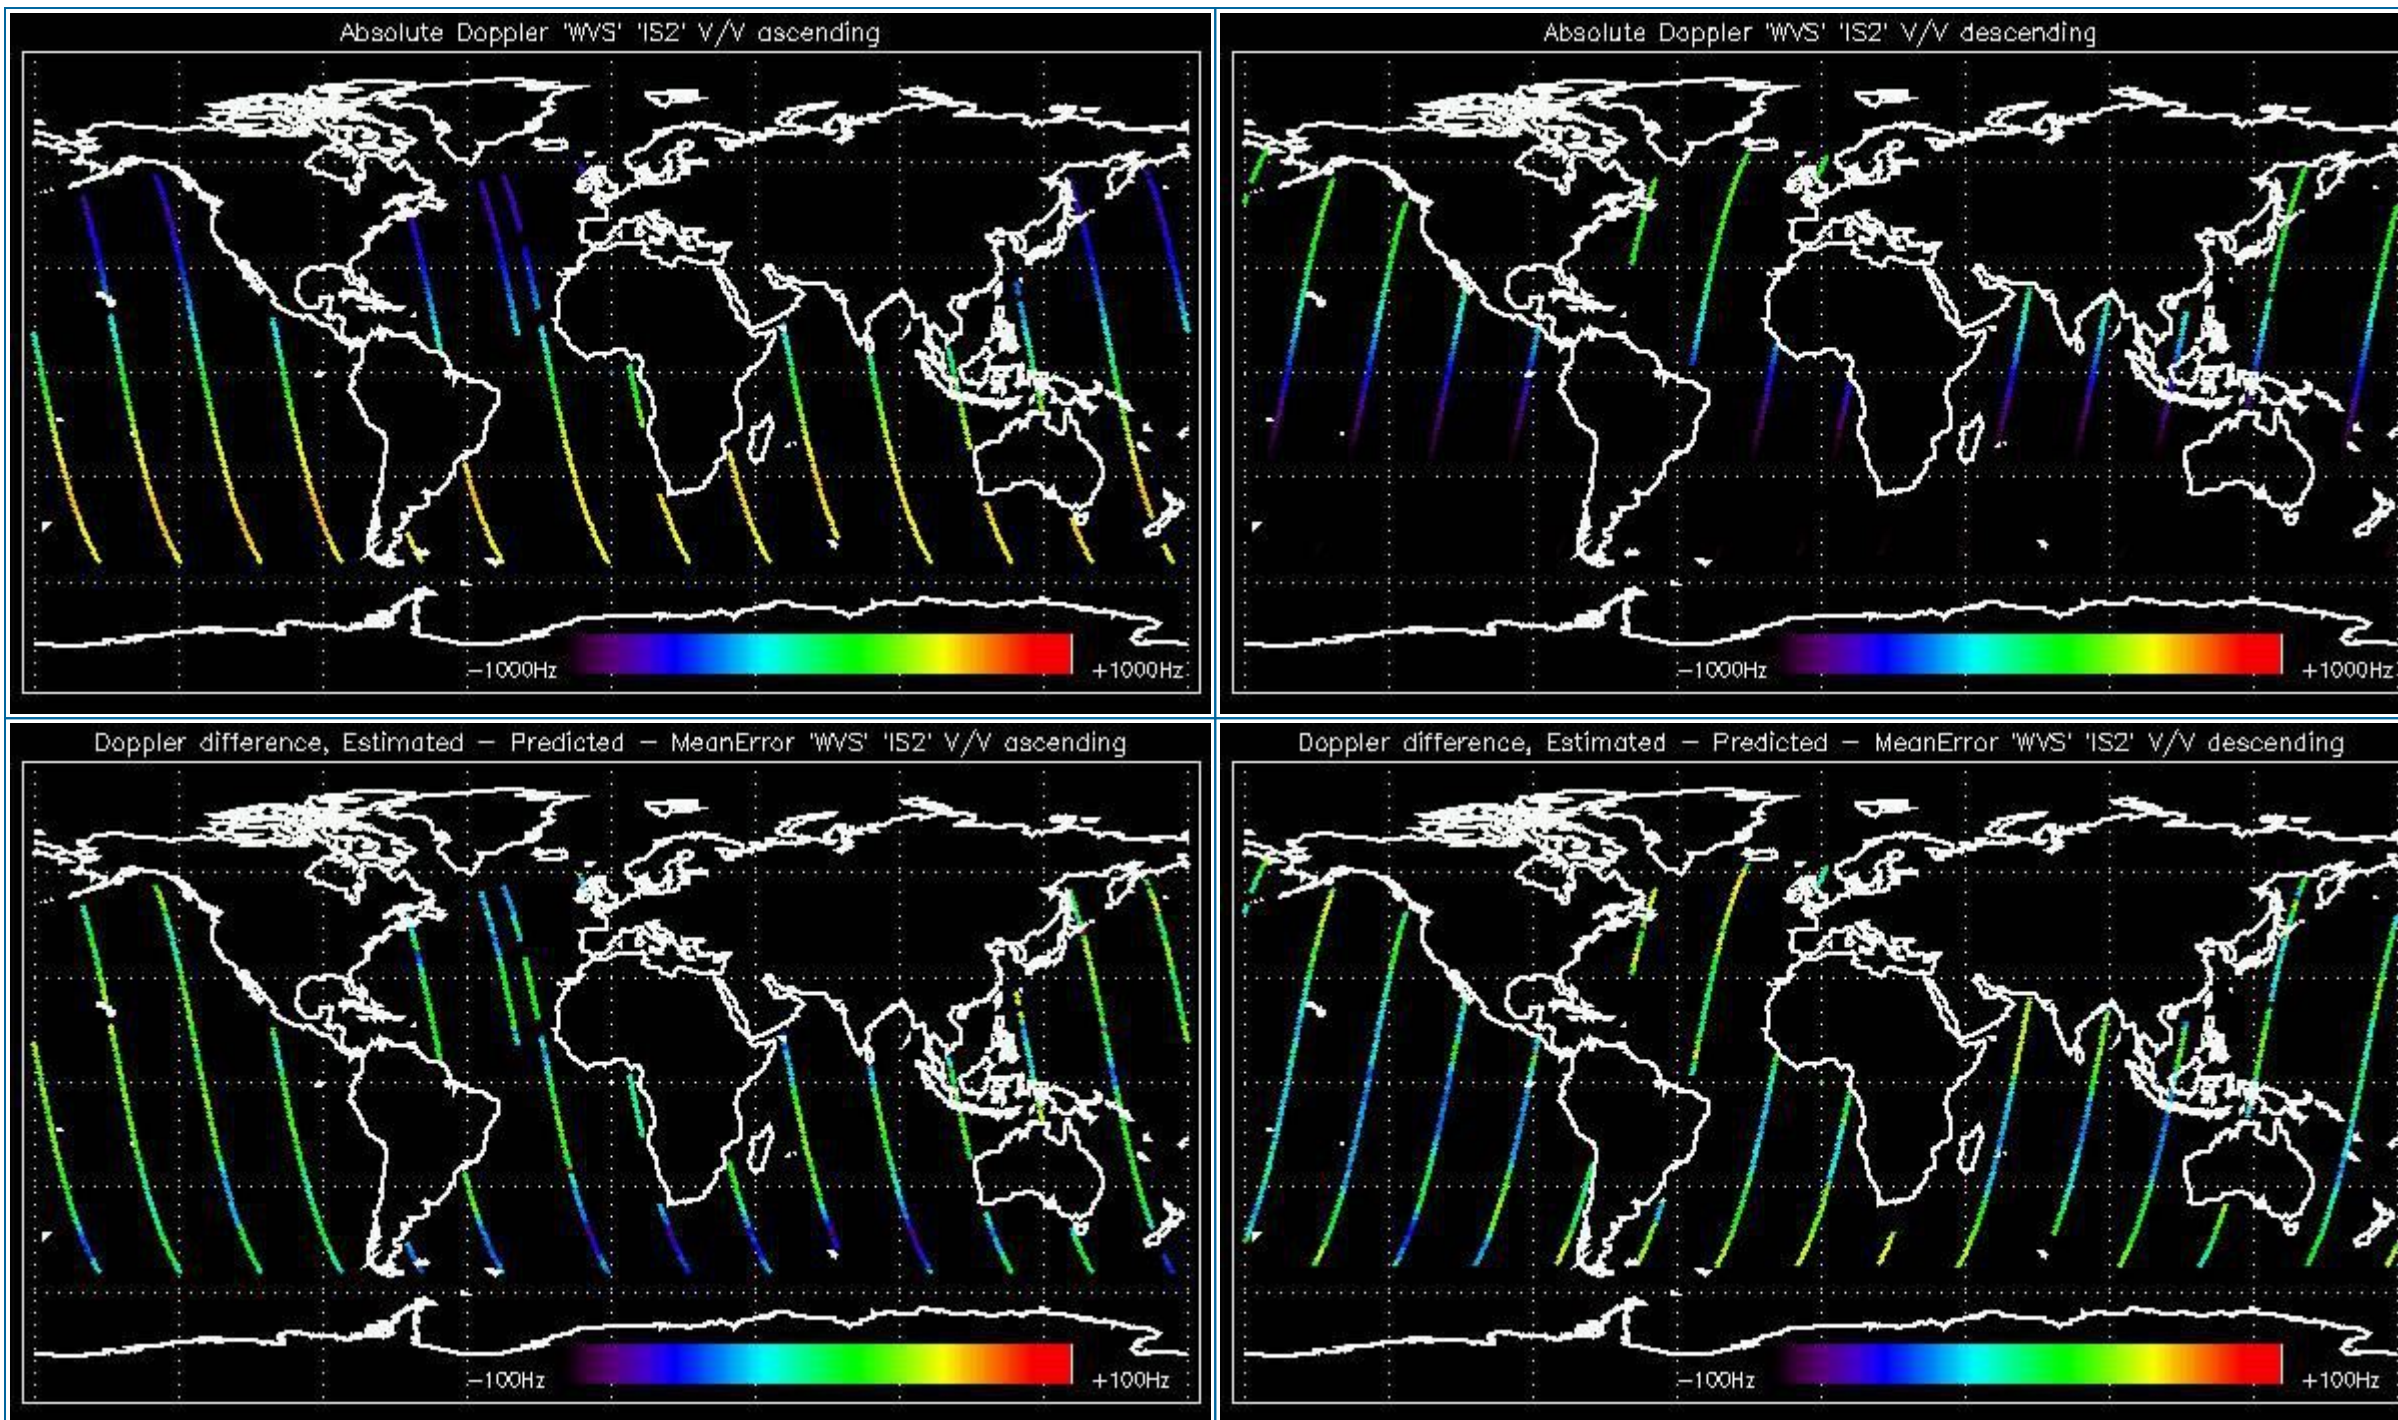 Absolute Doppler 'WVS' 'IS2' V/V ascending
-1000Hz
+1000Hz
Absolute Doppler 'WVS' 'IS2' V/V descending
-1000Hz
+1000Hz
Doppler difference, Estimated - Predicted - MeanError 'WVS' 'IS2' V/V ascending
-100Hz
+100Hz
Doppler difference, Estimated - Predicted - MeanError 'WVS' 'IS2' V/V descending
-100Hz
+100Hz